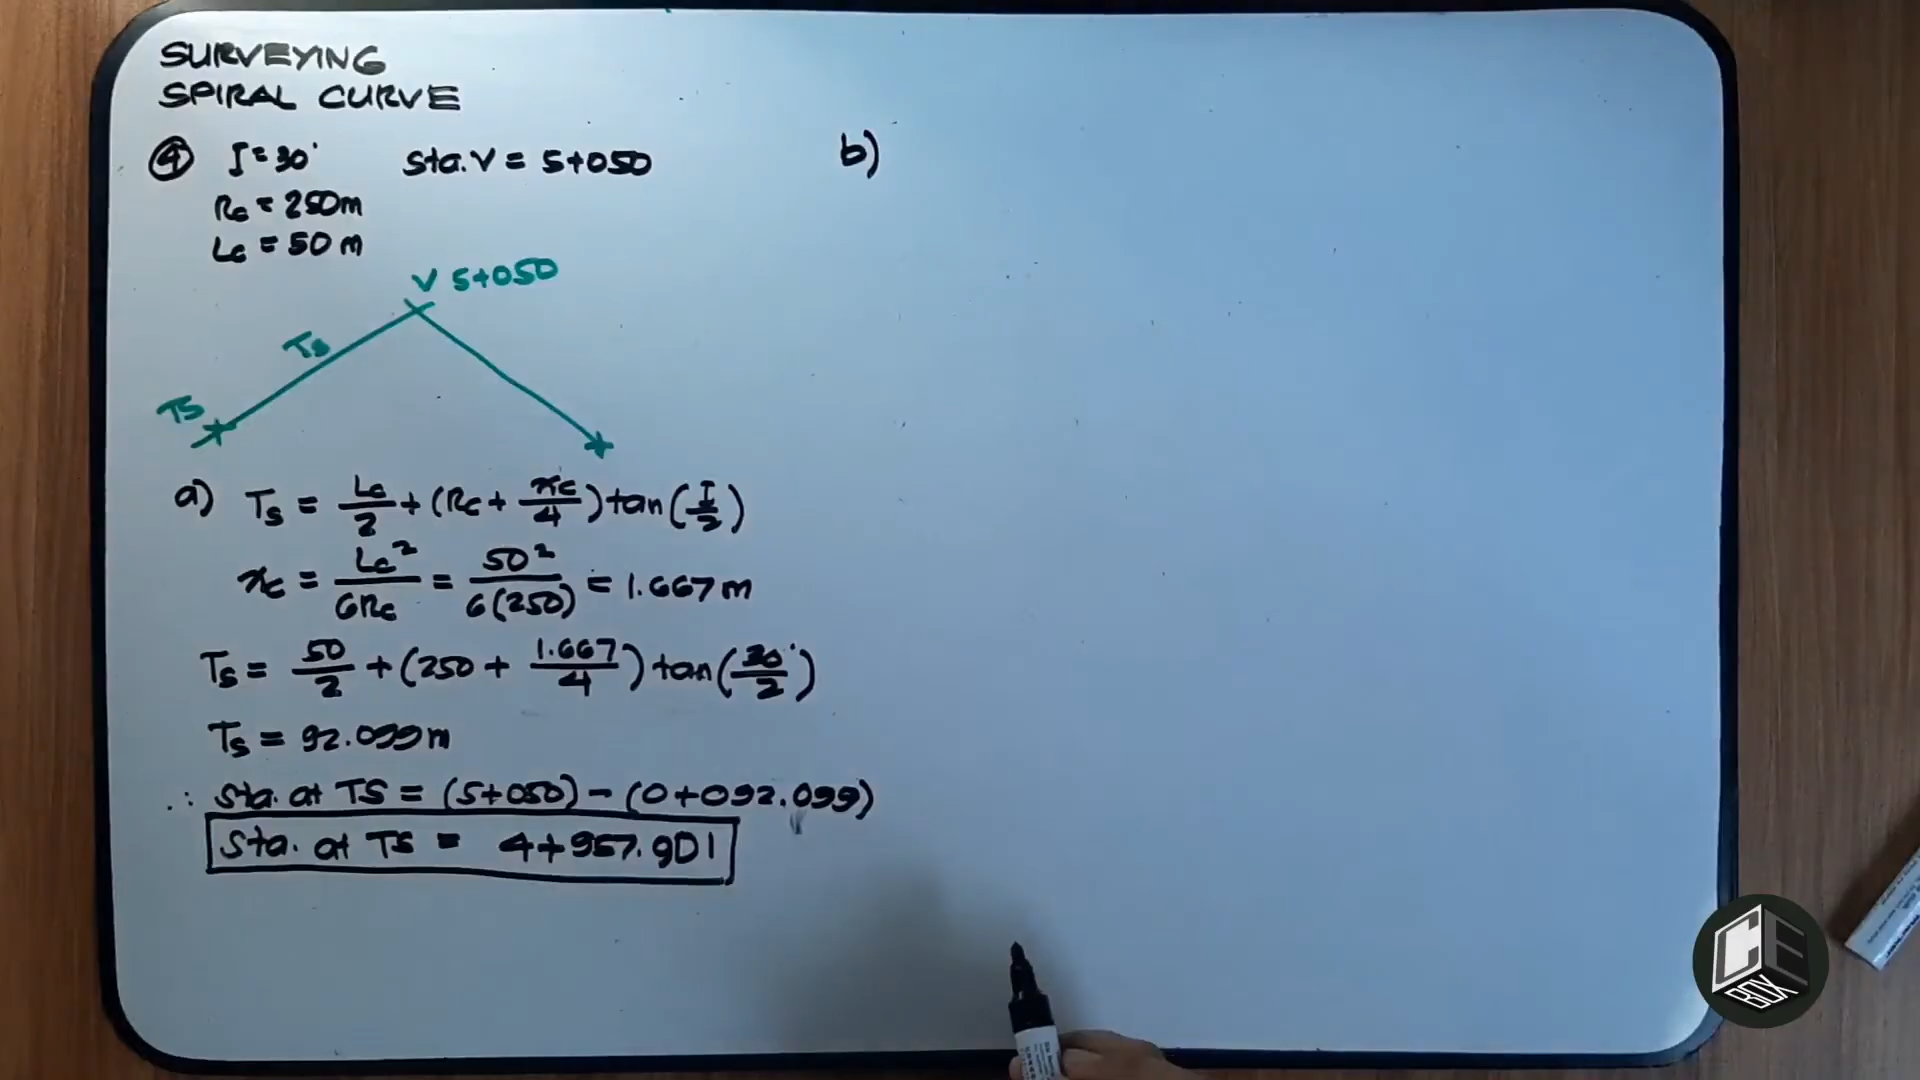 SURVEYING
SPIRAL CURVE
④ I = 30° Sta. V = 5+050
Rc = 250m
Lc = 50 m
V 5+050
Ts
TS
a) Ts = Lc/2 + (Rc + xc/4) tan(I/2)
xc = Lc²/6Rc = 50²/6(250) = 1.667 m
Ts = 50/2 + (250 + 1.667/4) tan(30°/2)
Ts = 92.099m
∴ Sta. at TS = (5+050) - (0+092.099)
Sta. at TS = 4+957.901
b)
CE
BOX